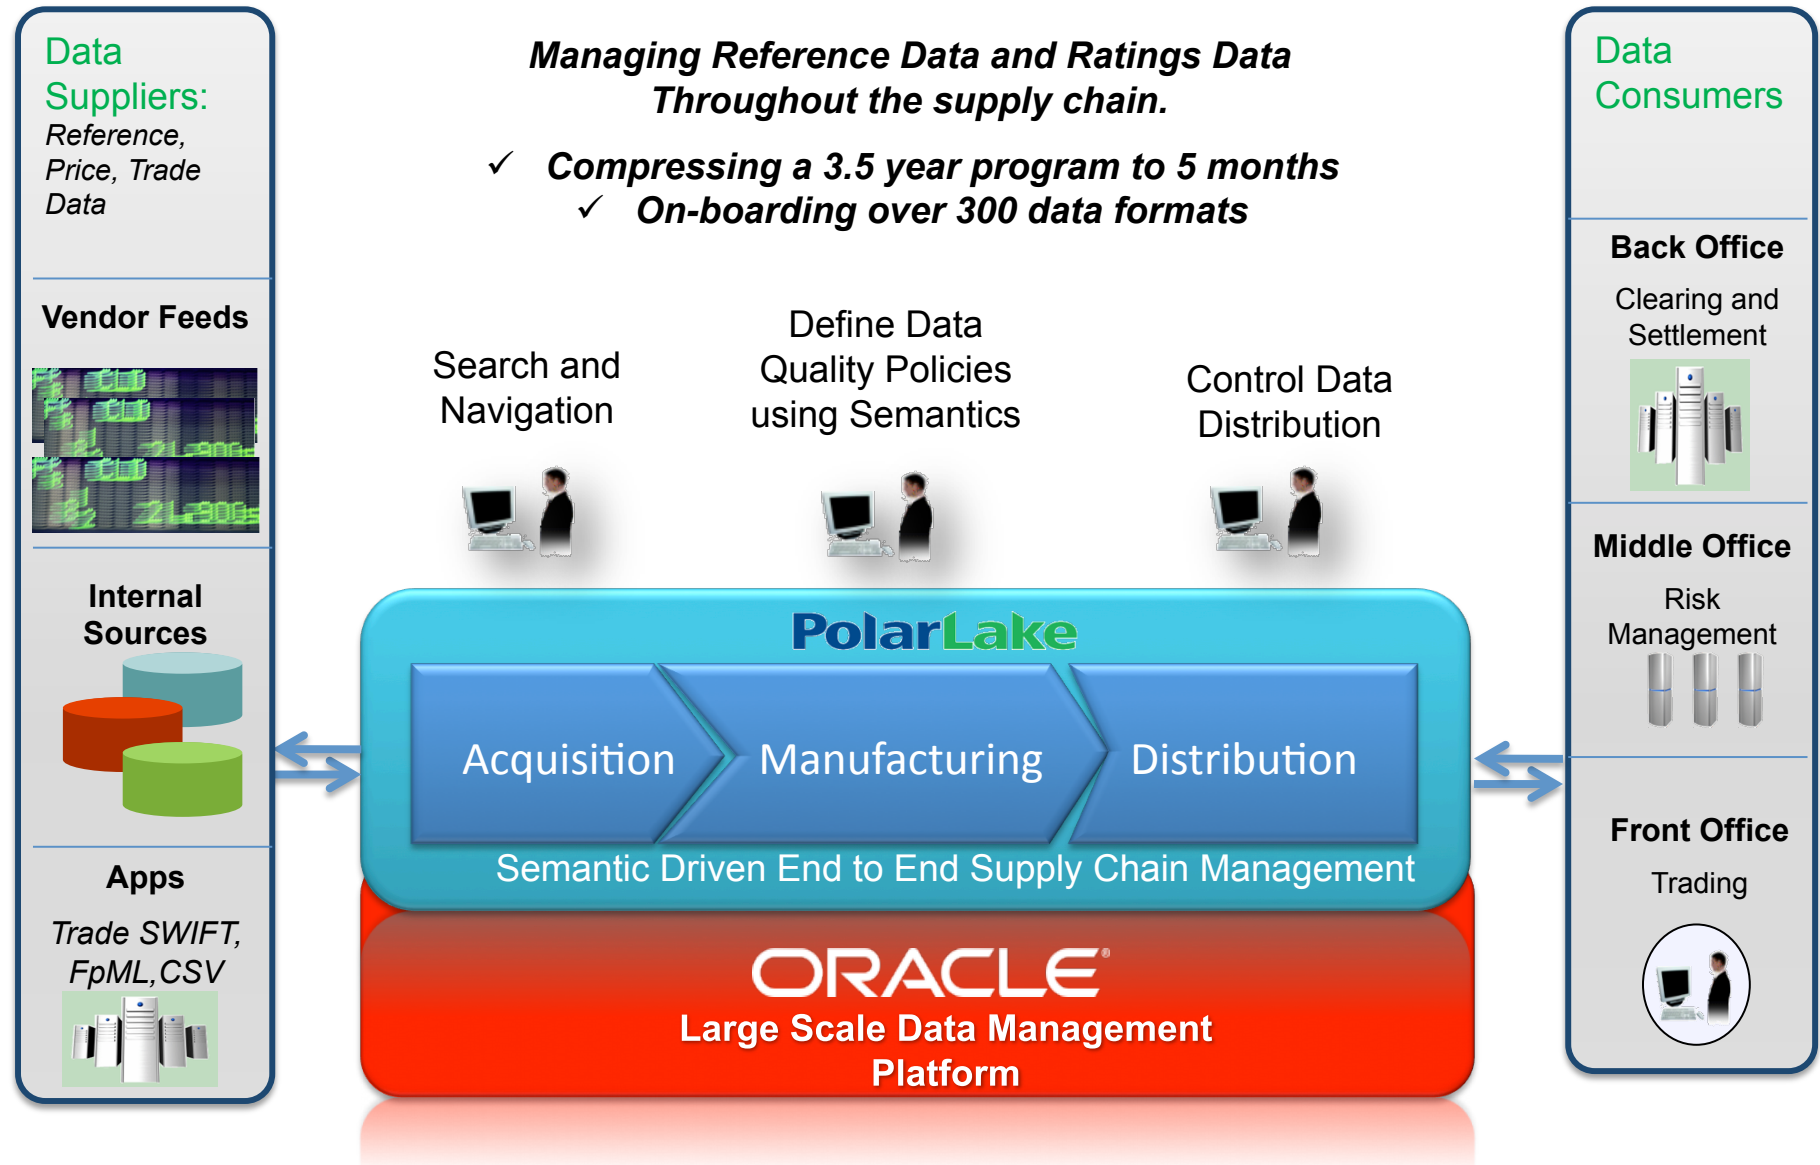 Data
Suppliers:
Reference,
Price, Trade
Data
Vendor Feeds
Internal
Sources
Apps
Trade SWIFT,
FpML,CSV
Managing Reference Data and Ratings Data
Throughout the supply chain.
✓ Compressing a 3.5 year program to 5 months
✓ On-boarding over 300 data formats
Search and
Navigation
Define Data
Quality Policies
using Semantics
Control Data
Distribution
PolarLake
Acquisition
Manufacturing
Distribution
Semantic Driven End to End Supply Chain Management
ORACLE®
Large Scale Data Management
Platform
Data
Consumers
Back Office
Clearing and
Settlement
Middle Office
Risk
Management
Front Office
Trading